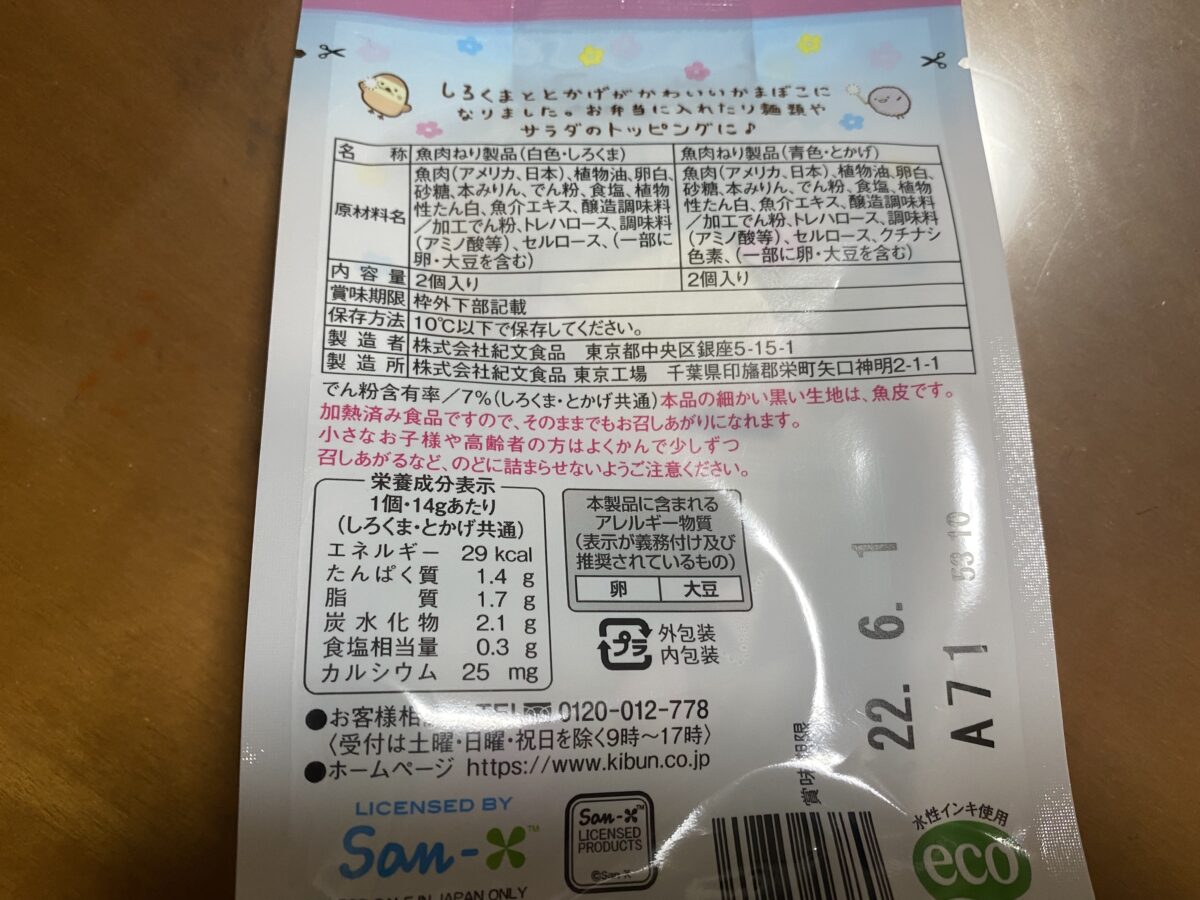 しろくまととかげがかわいいかまぼこに
なりました。お弁当に入れたり麺類や
サラダのトッピングに♪
名称 魚肉ねり製品(白色・しろくま) 魚肉ねり製品(青色・とかげ)
原材料名
魚肉(アメリカ、日本)、植物油、卵白、
砂糖、本みりん、でん粉、食塩、植物
性たん白、魚介エキス、醸造調味料
/加工でん粉、トレハロース、調味料
(アミノ酸等)、セルロース、(一部に
卵・大豆を含む)
魚肉(アメリカ、日本)、植物油、卵白、
砂糖、本みりん、でん粉、食塩、植物
性たん白、魚介エキス、醸造調味料
/加工でん粉、トレハロース、調味料
(アミノ酸等)、セルロース、クチナシ
色素、(一部に卵・大豆を含む)
内容量 2個入り 2個入り
賞味期限 枠外下部記載
保存方法 10℃以下で保存してください。
製造者 株式会社紀文食品 東京都中央区銀座5-15-1
製造所 株式会社紀文食品 東京工場 千葉県印旛郡栄町矢口神明2-1-1
でん粉含有率/7%(しろくま・とかげ共通)本品の細かい黒い生地は、魚皮です。
加熱済み食品ですので、そのままでもお召しあがりになれます。
小さなお子様や高齢者の方はよくかんで少しずつ
召しあがるなど、のどに詰まらせないようご注意ください。
栄養成分表示
1個・14gあたり
(しろくま・とかげ共通)
エネルギー 29 kcal
たんぱく質 1.4 g
脂質 1.7 g
炭水化物 2.1 g
食塩相当量 0.3 g
カルシウム 25 mg
本製品に含まれる
アレルギー物質
(表示が義務付け及び
推奨されているもの)
卵 大豆
プラ
外包装
内包装
●お客様相 TEL 0120-012-778
〈受付は土曜・日曜・祝日を除く9時~17時〉
●ホームページ https://www.kibun.co.jp
賞味期限
22. 6. 1
A71 53 10
LICENSED BY
San-X™
San-X
LICENSED
PRODUCTS
©San-X
SALE IN JAPAN ONLY
水性インキ使用
eco